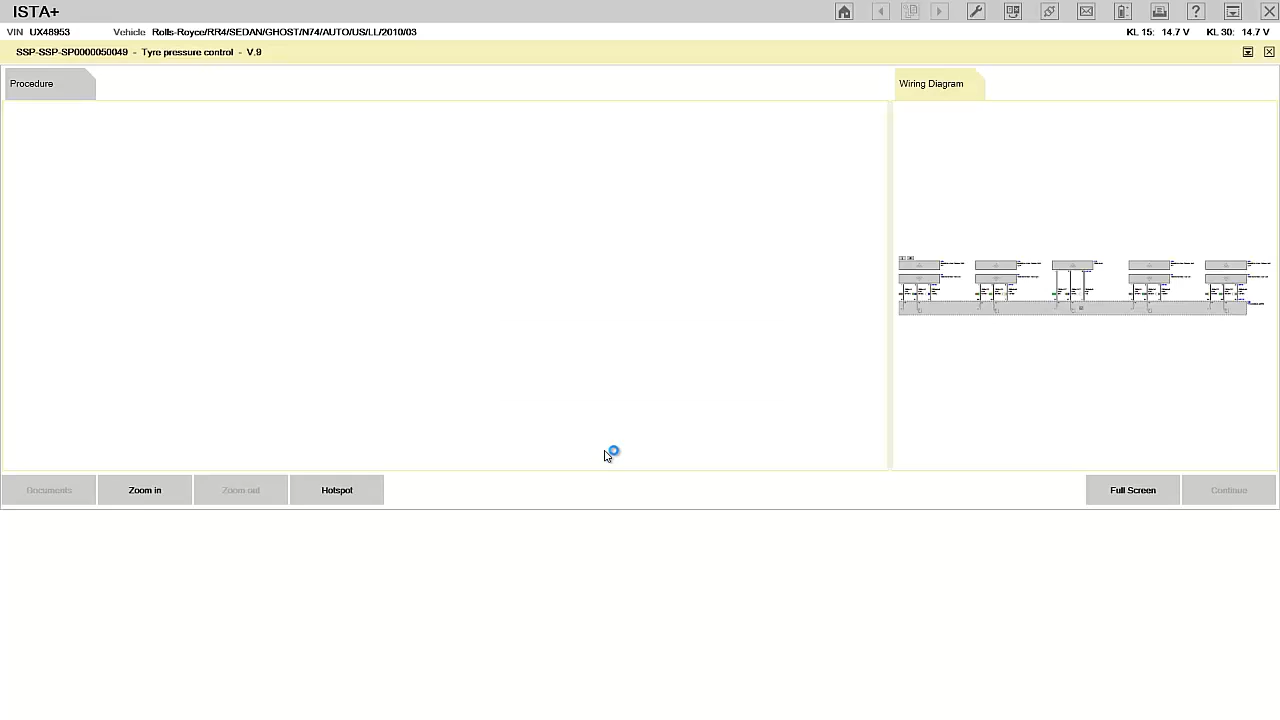 ISTA+
VIN UX48953 Vehicle Rolls-Royce/RR4/SEDAN/GHOST/N74/AUTO/US/LL/2010/03 KL 15: 14.7 V KL 30: 14.7 V
SSP-SSP-SP0000050049 - Tyre pressure control - V.9
Procedure
Wiring Diagram
Documents
Zoom in
Zoom out
Hotspot
Full Screen
Continue